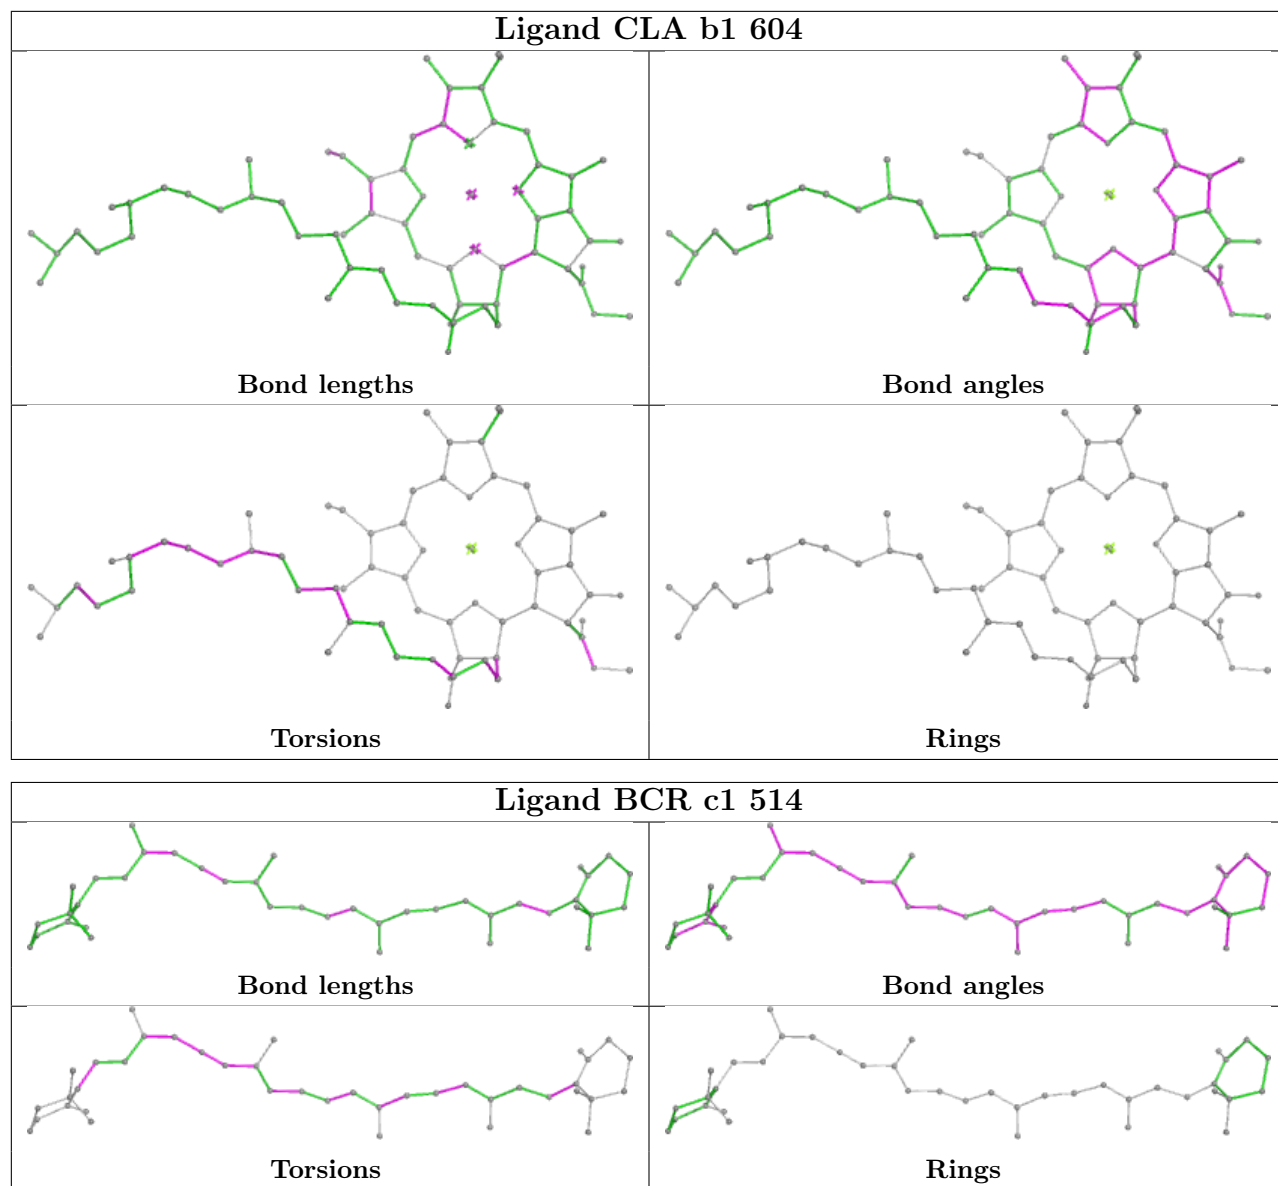 Ligand CLA b1 604
Bond lengths
Bond angles
Torsions
Rings
Ligand BCR c1 514
Bond lengths
Bond angles
Torsions
Rings